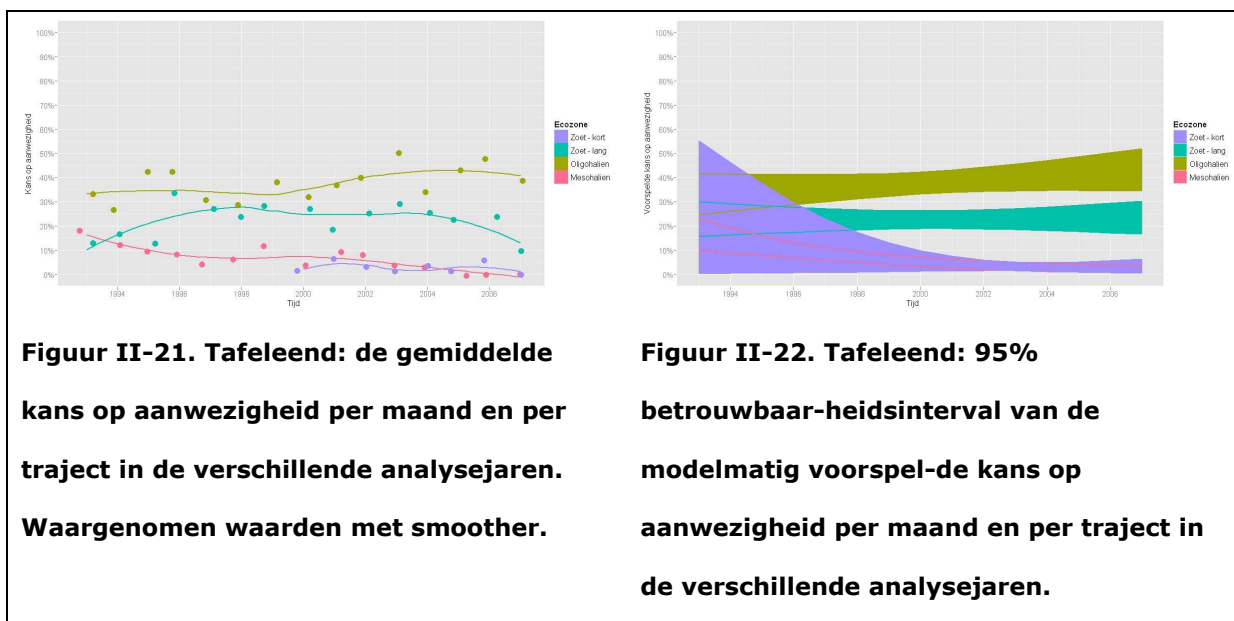 100%
90%
80%
70%
60%
50%
40%
30%
20%
10%
0%
Kans op aanwezigheid
1994
1996
1998
2000
2002
2004
2006
Tijd
Ecozone
Zoet - kort
Zoet - lang
Oligohalien
Mesohalien
100%
90%
80%
70%
60%
50%
40%
30%
20%
10%
0%
Voorspelde kans op aanwezigheid
1994
1996
1998
2000
2002
2004
2006
Tijd
Ecozone
Zoet - kort
Zoet - lang
Oligohalien
Mesohalien
Figuur II-21. Tafeleend: de gemiddelde
kans op aanwezigheid per maand en per
traject in de verschillende analysejaren.
Waargenomen waarden met smoother.
Figuur II-22. Tafeleend: 95%
betrouwbaar-heidsinterval van de
modelmatig voorspel-de kans op
aanwezigheid per maand en per traject in
de verschillende analysejaren.